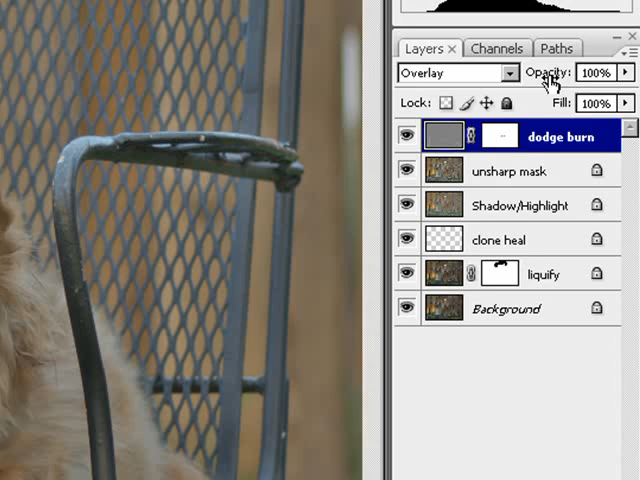 Layers × Channels Paths
Overlay Opacity: 100%
Lock: Fill: 100%
dodge burn
unsharp mask
Shadow/Highlight
clone heal
liquify
Background